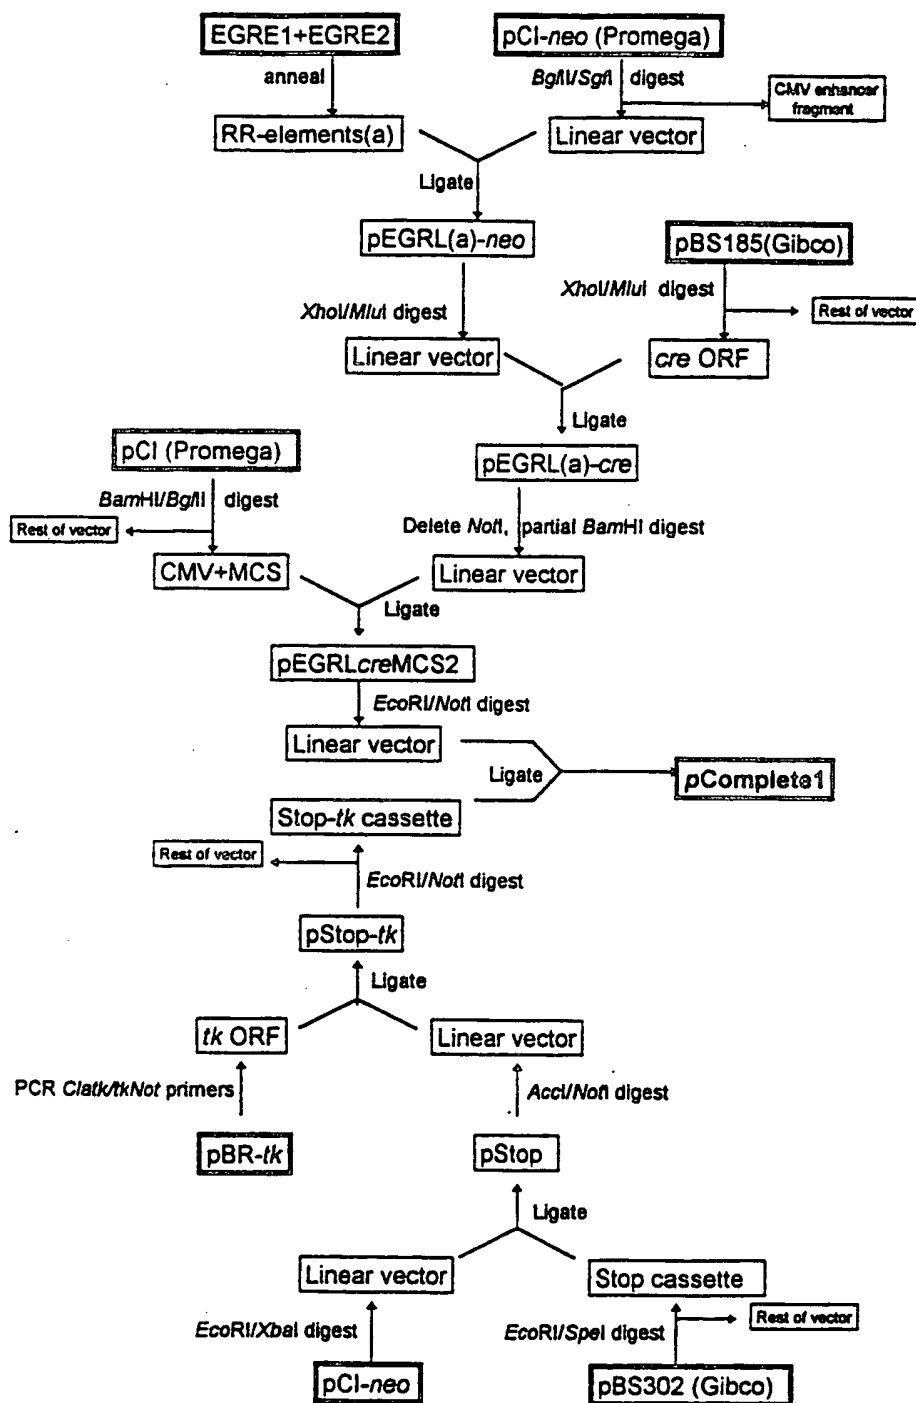 EGRE1+EGRE2
pCI-neo (Promega)
anneal
BglII/SgfI digest
CMV enhancer
fragment
RR-elements(a)
Linear vector
Ligate
pEGRL(a)-neo
pBS185(Gibco)
XhoI/MluI digest
XhoI/MluI digest
Rest of vector
Linear vector
cre ORF
Ligate
pCI (Promega)
pEGRL(a)-cre
BamHI/BglII digest
Rest of vector
Delete NotI, partial BamHI digest
CMV+MCS
Linear vector
Ligate
pEGRLcreMCS2
EcoRI/NotI digest
Linear vector
Ligate
pComplete1
Stop-tk cassette
Rest of vector
EcoRI/NotI digest
pStop-tk
Ligate
tk ORF
Linear vector
PCR Clatk/tkNot primers
AccI/NotI digest
pBR-tk
pStop
Ligate
Linear vector
Stop cassette
EcoRI/XbaI digest
EcoRI/SpeI digest
Rest of vector
pCI-neo
pBS302 (Gibco)